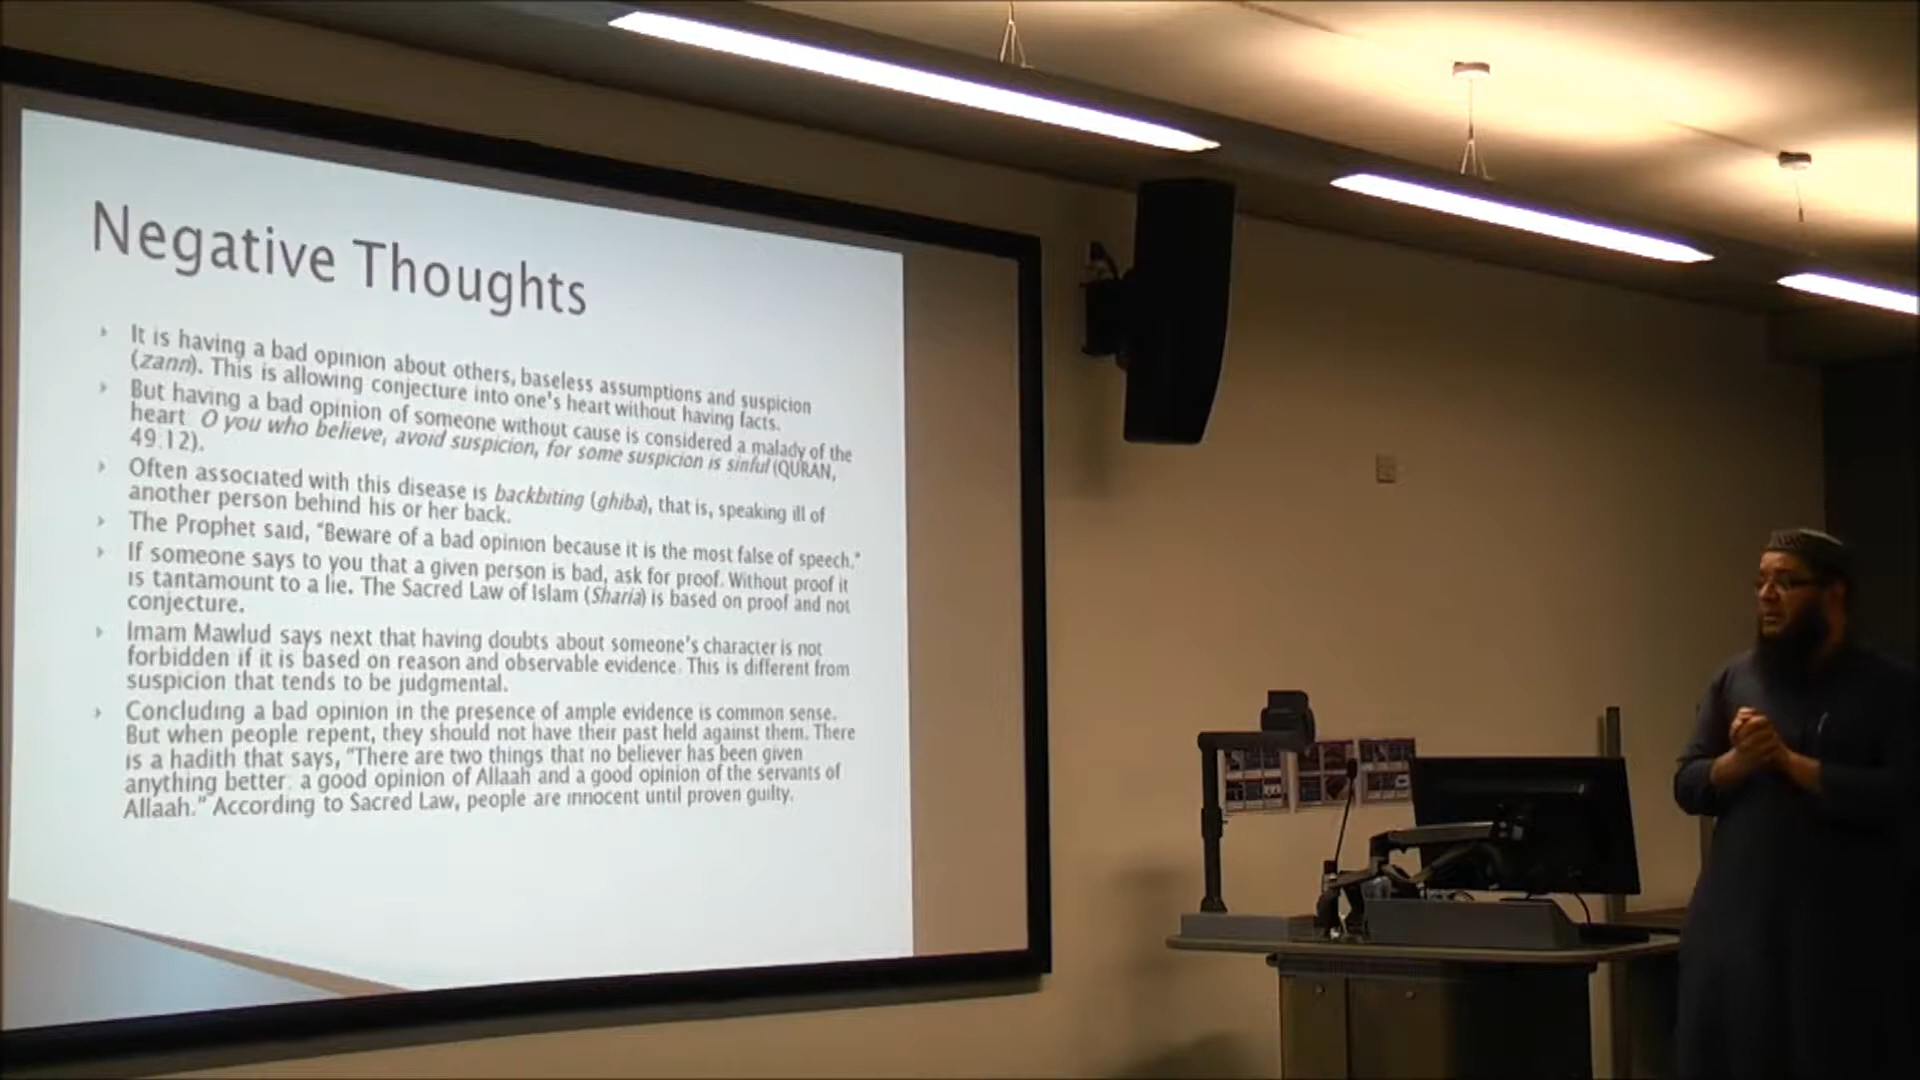 Negative Thoughts
It is having a bad opinion about others, baseless assumptions and suspicion
(zann). This is allowing conjecture into one's heart without having facts.
But having a bad opinion of someone without cause is considered a malady of the
heart. O you who believe, avoid suspicion, for some suspicion is sinful (QURAN,
49:12).
Often associated with this disease is backbiting (ghiba), that is, speaking ill of
another person behind his or her back.
The Prophet said, "Beware of a bad opinion because it is the most false of speech."
If someone says to you that a given person is bad, ask for proof. Without proof it
is tantamount to a lie. The Sacred Law of Islam (Sharia) is based on proof and not
conjecture.
Imam Mawlud says next that having doubts about someone's character is not
forbidden if it is based on reason and observable evidence. This is different from
suspicion that tends to be judgmental.
Concluding a bad opinion in the presence of ample evidence is common sense.
But when people repent, they should not have their past held against them. There
is a hadith that says, "There are two things that no believer has been given
anything better: a good opinion of Allaah and a good opinion of the servants of
Allaah." According to Sacred Law, people are innocent until proven guilty.